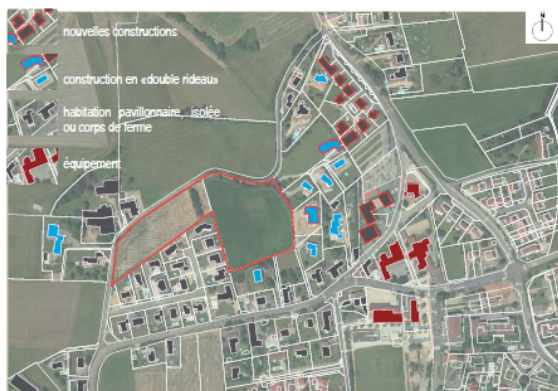 N
nouvelles constructions
construction en «double rideau»
habitation pavillonnaire, isolée
ou corps de ferme
équipement